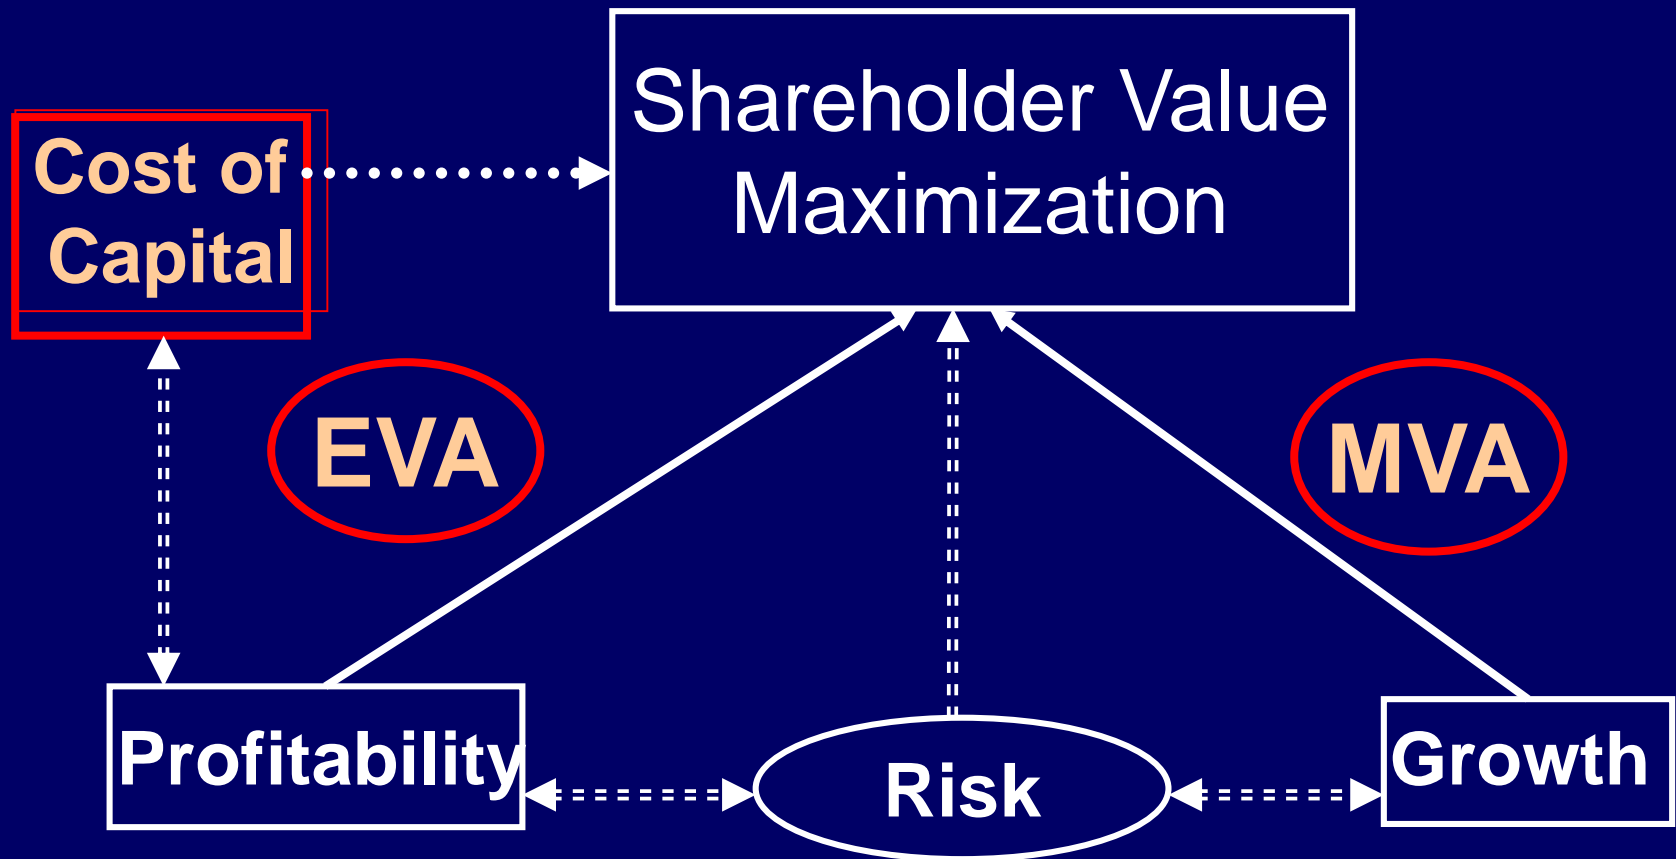 Shareholder Value
Maximization
Cost of
Capital
EVA
MVA
Profitability
Risk
Growth